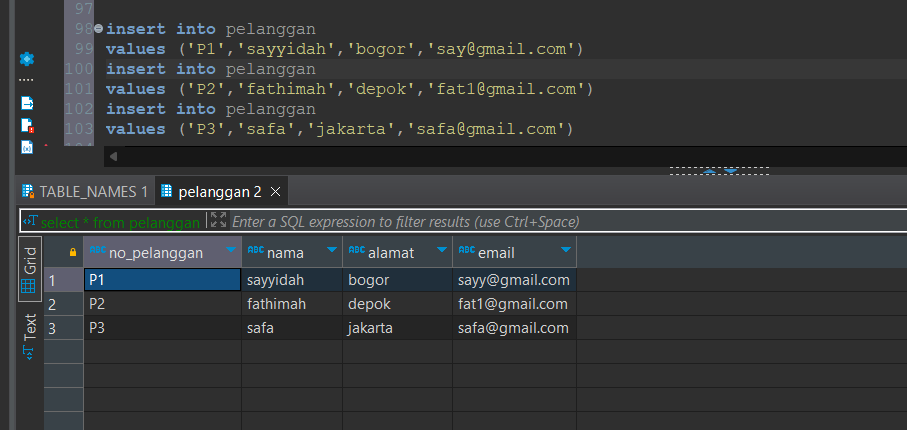 97
98 insert into pelanggan
99 values ('P1','sayyidah','bogor','say@gmail.com')
100 insert into pelanggan
101 values ('P2','fathimah','depok','fat1@gmail.com')
102 insert into pelanggan
103 values ('P3','safa','jakarta','safa@gmail.com')
TABLE_NAMES 1 pelanggan 2
select * from pelanggan Enter a SQL expression to filter results (use Ctrl+Space)
Grid
Text
ABC no_pelanggan ABC nama ABC alamat ABC email
1 P1 sayyidah bogor sayy@gmail.com
2 P2 fathimah depok fat1@gmail.com
3 P3 safa jakarta safa@gmail.com